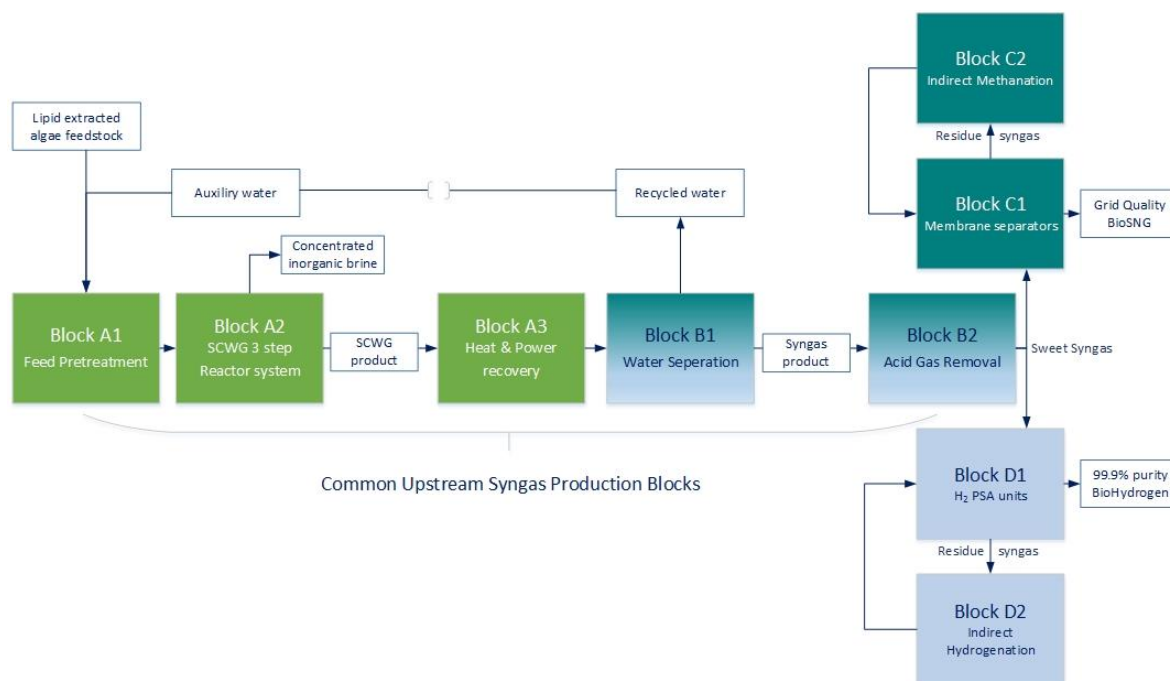 Block C2
Indirect Methanation
Lipid extracted
algae feedstock
Residue syngas
Auxiliry water
Recycled water
Block C1
Membrane separators
Grid Quality
BioSNG
Concentrated
inorganic brine
Block A1
Feed Pretreatment
Block A2
SCWG 3 step
Reactor system
SCWG
product
Block A3
Heat & Power
recovery
Block B1
Water Seperation
Syngas
product
Block B2
Acid Gas Removal
Sweet Syngas
Common Upstream Syngas Production Blocks
Block D1
H₂ PSA units
99.9% purity
BioHydrogen
Residue syngas
Block D2
Indirect
Hydrogenation